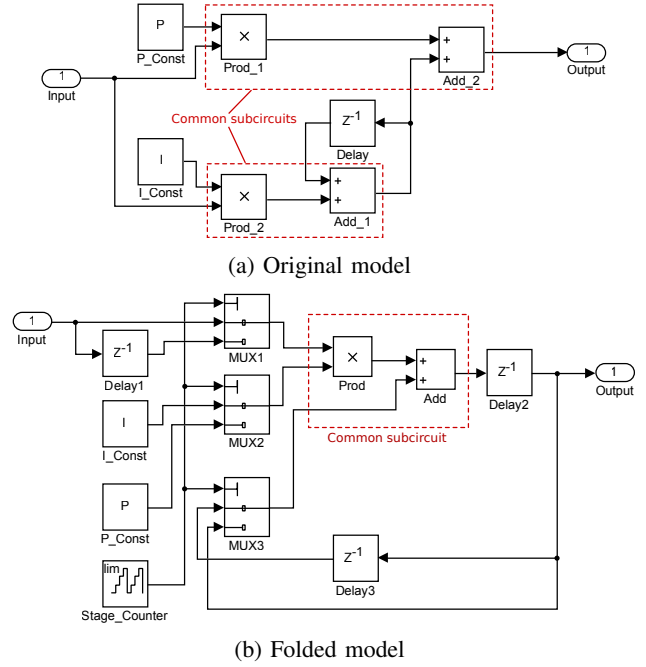 P
P_Const
×
Prod_1
+
+
Add_2
1
Output
1
Input
Common subcircuits
Z-1
Delay
I
I_Const
×
Prod_2
+
+
Add_1
(a) Original model
1
Input
Z-1
Delay1
MUX1
I
I_Const
MUX2
×
Prod
+
+
Add
Z-1
Delay2
1
Output
Common subcircuit
P
P_Const
MUX3
Z-1
Delay3
lim
Stage_Counter
(b) Folded model